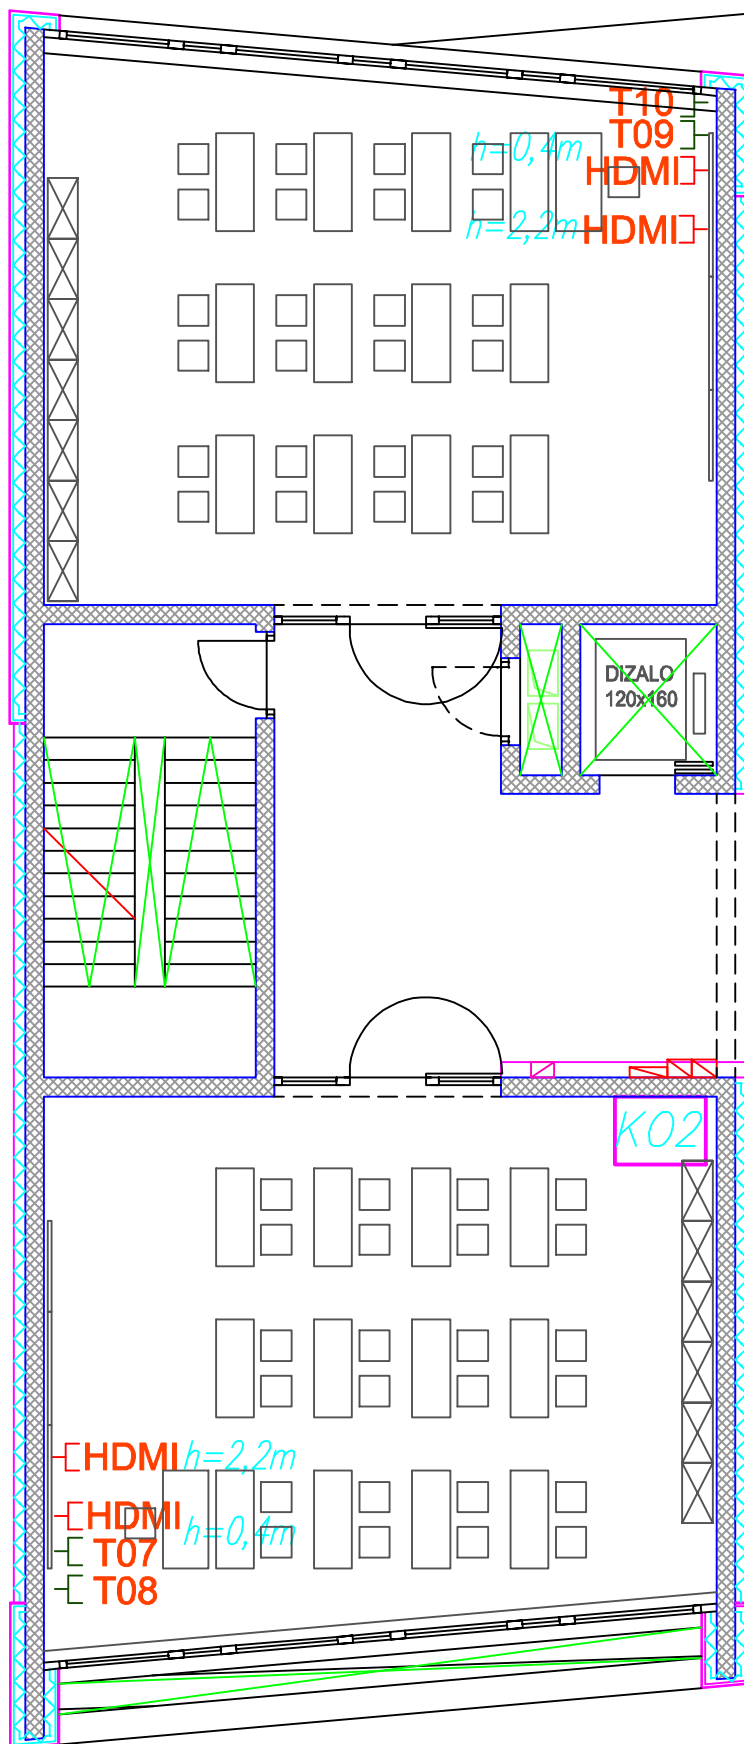 T10
T09
h=0,4m
HDMI
h=2,2m
HDMI
DIZALO
120x160
KO2
HDMI
h=2,2m
HDMI
h=0,4m
T07
T08